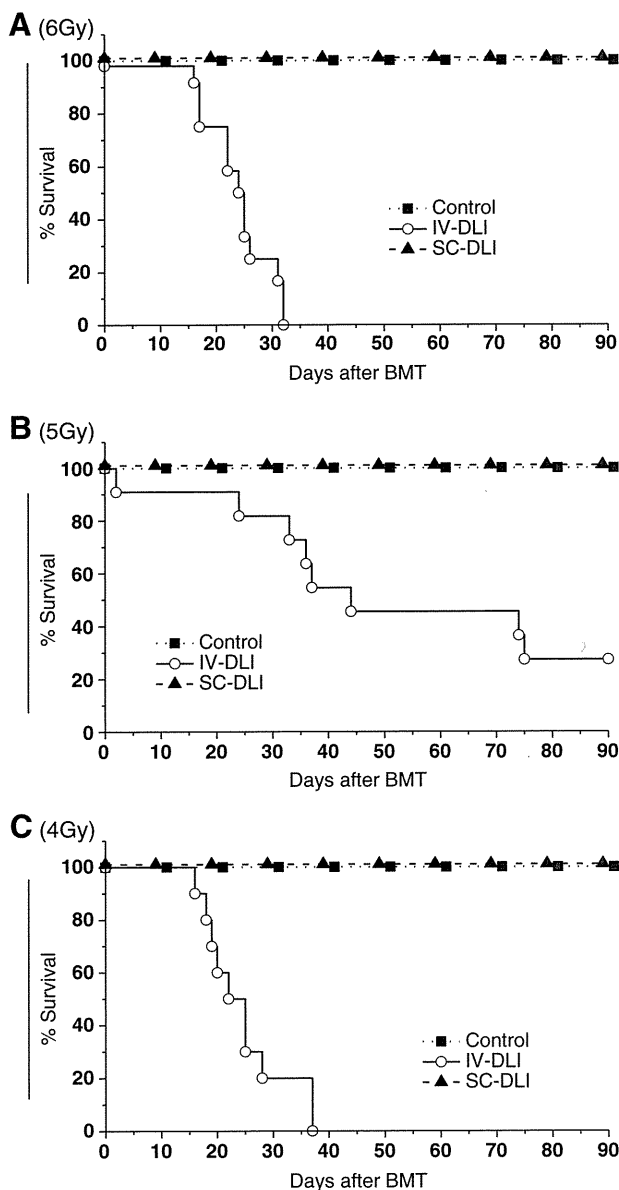 A (6Gy)
100
80
60
40
20
0
% Survival
Control
IV-DLI
SC-DLI
0 10 20 30 40 50 60 70 80 90
Days after BMT
B (5Gy)
100
80
60
40
20
0
% Survival
Control
IV-DLI
SC-DLI
0 10 20 30 40 50 60 70 80 90
Days after BMT
C (4Gy)
100
80
60
40
20
0
% Survival
Control
IV-DLI
SC-DLI
0 10 20 30 40 50 60 70 80 90
Days after BMT